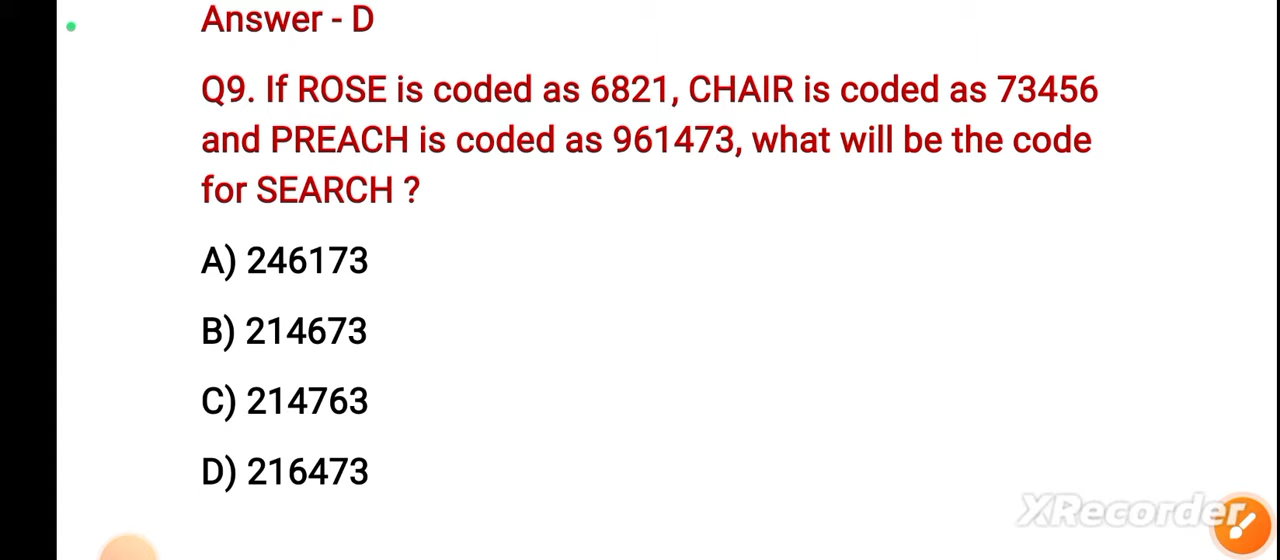 Answer - D
Q9. If ROSE is coded as 6821, CHAIR is coded as 73456
and PREACH is coded as 961473, what will be the code
for SEARCH ?
A) 246173
B) 214673
C) 214763
D) 216473
XRecorder